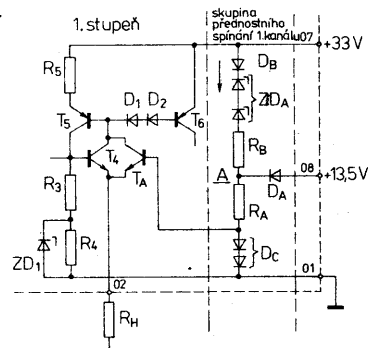 1. stupeň
skupina
přednostního
spínání 1. kanálu 07
+33 V
R5
DB
D1 D2
ZDA
T5
T6
T4
TA
RB
A
08
+13,5V
DA
R3
RA
ZD1
R4
DC
01
02
RH